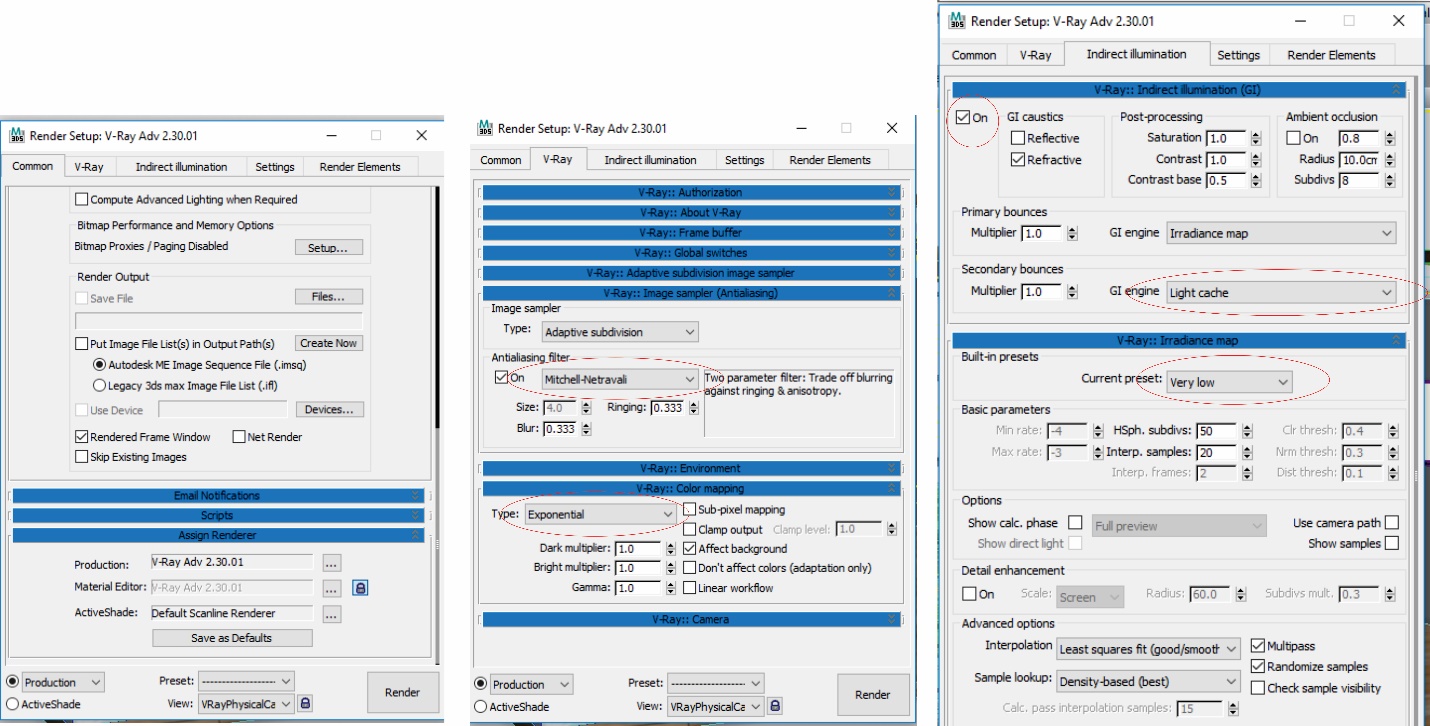 Render Setup: V-Ray Adv 2.30.01
Common V-Ray Indirect illumination Settings Render Elements
Compute Advanced Lighting when Required
Bitmap Performance and Memory Options
Bitmap Proxies / Paging Disabled Setup...
Render Output
Save File Files...
Put Image File List(s) in Output Path(s) Create Now
Autodesk ME Image Sequence File (.imsq)
Legacy 3ds max Image File List (.ifl)
Use Device Devices...
Rendered Frame Window Net Render
Skip Existing Images
Email Notifications
Scripts
Assign Renderer
Production: V-Ray Adv 2.30.01 ...
Material Editor: V-Ray Adv 2.30.01 ...
ActiveShade: Default Scanline Renderer ...
Save as Defaults
Production Preset: --------------------
ActiveShade View: VRayPhysicalCa
Render
Render Setup: V-Ray Adv 2.30.01
Common V-Ray Indirect illumination Settings Render Elements
V-Ray:: Authorization
V-Ray:: About V-Ray
V-Ray:: Frame buffer
V-Ray:: Global switches
V-Ray:: Adaptive subdivision image sampler
V-Ray:: Image sampler (Antialiasing)
Image sampler
Type: Adaptive subdivision
Antialiasing filter
On Mitchell-Netravali Two parameter filter: Trade off blurring
against ringing & anisotropy.
Size: 4.0 Ringing: 0.333
Blur: 0.333
V-Ray:: Environment
V-Ray:: Color mapping
Type: Exponential Sub-pixel mapping
Clamp output Clamp level: 1.0
Dark multiplier: 1.0 Affect background
Bright multiplier: 1.0 Don't affect colors (adaptation only)
Gamma: 1.0 Linear workflow
V-Ray:: Camera
Production Preset: --------------------
ActiveShade View: VRayPhysicalCa
Render
Render Setup: V-Ray Adv 2.30.01
Common V-Ray Indirect illumination Settings Render Elements
V-Ray:: Indirect illumination (GI)
On GI caustics Post-processing Ambient occlusion
Reflective Saturation 1.0 On 0.8
Refractive Contrast 1.0 Radius 10.0cm
Contrast base 0.5 Subdivs 8
Primary bounces
Multiplier 1.0 GI engine Irradiance map
Secondary bounces
Multiplier 1.0 GI engine Light cache
V-Ray:: Irradiance map
Built-in presets
Current preset: Very low
Basic parameters
Min rate: -4 HSph. subdivs: 50 Clr thresh: 0.4
Max rate: -3 Interp. samples: 20 Nrm thresh: 0.3
Interp. frames: 2 Dist thresh: 0.1
Options
Show calc. phase Full preview Use camera path
Show direct light Show samples
Detail enhancement
On Scale: Screen Radius: 60.0 Subdivs mult. 0.3
Advanced options
Interpolation Least squares fit (good/smooth Multipass
Randomize samples
Sample lookup: Density-based (best) Check sample visibility
Calc. pass interpolation samples: 15